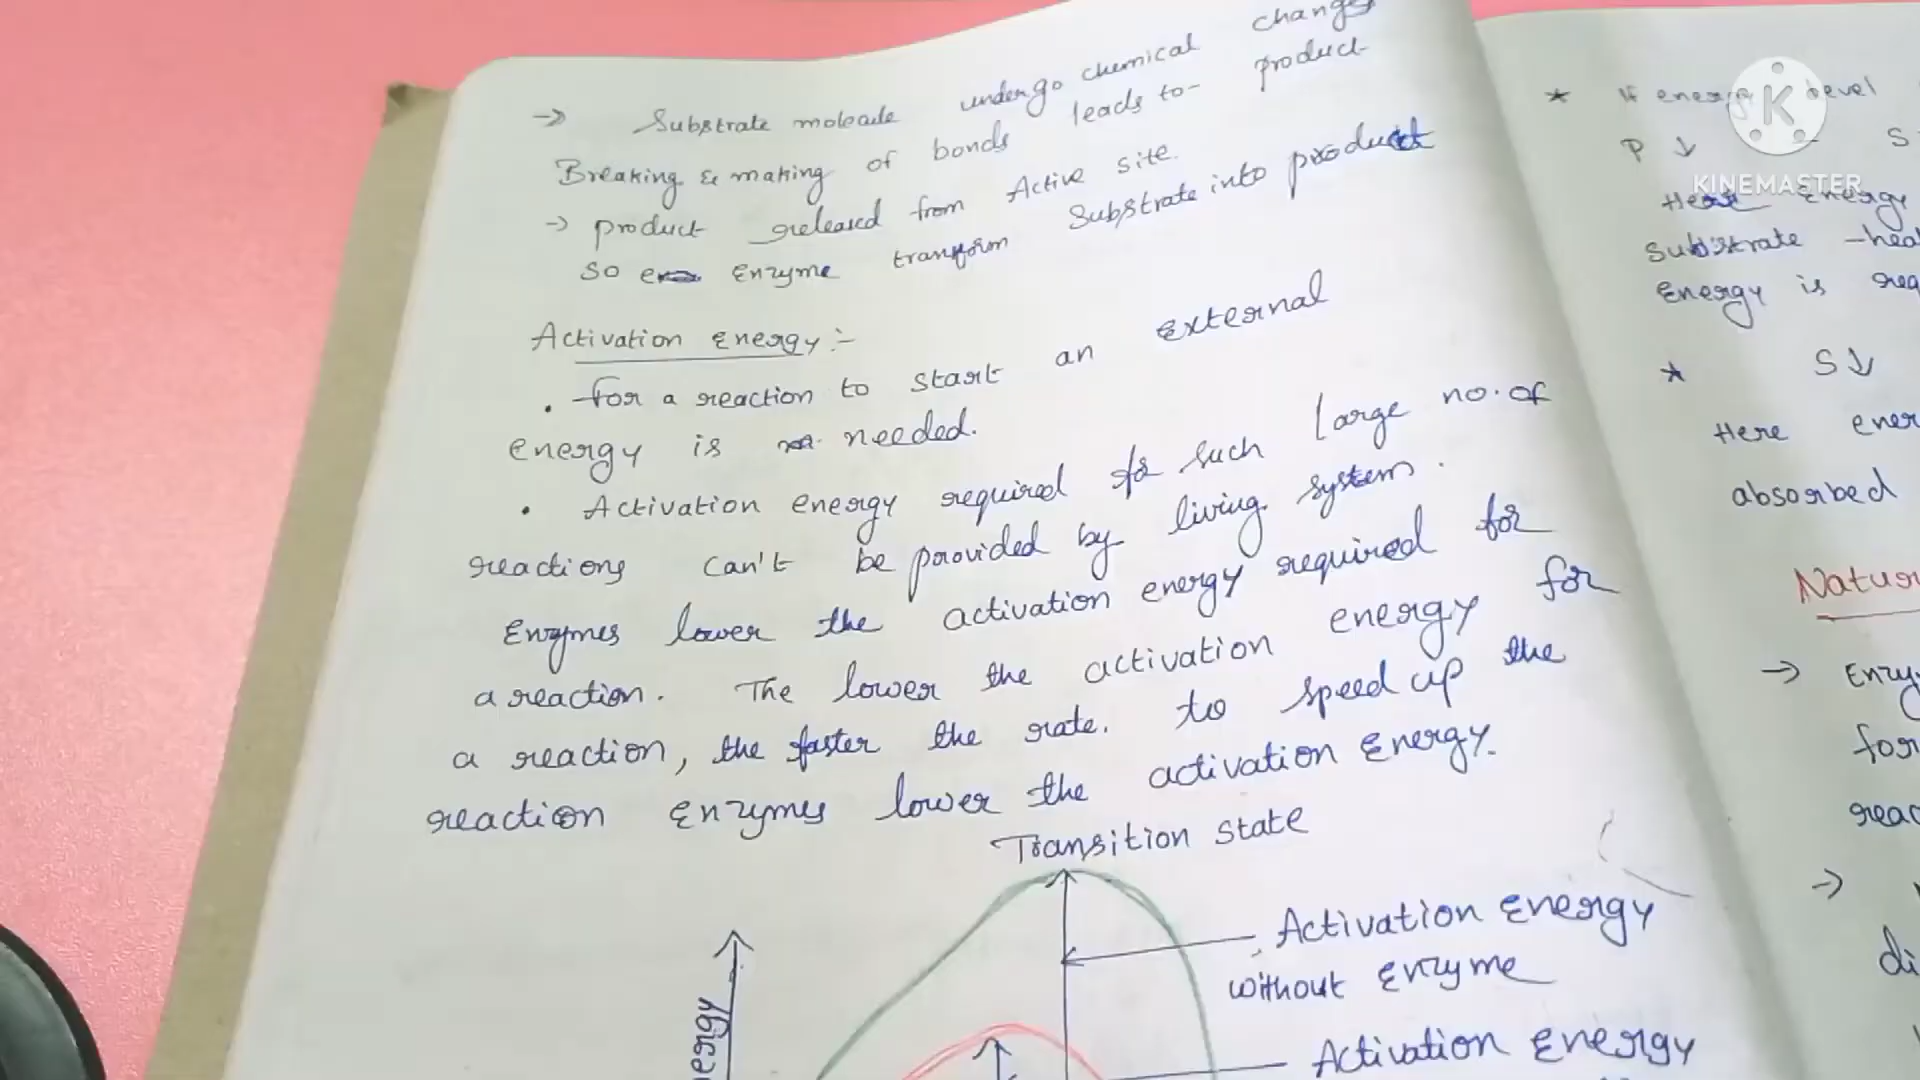 → Substrate molecule undergo chemical changes
Breaking & making of bonds leads to- product
→ product released from Active site.
so enzyme transform Substrate into product
Activation energy:-
• for a reaction to start an external
energy is needed.
• Activation energy required for such large no. of
reactions can't be provided by living system.
Enzymes lower the activation energy required for
a reaction. The lower the activation energy for
a reaction, the faster the rate. to speed up the
reaction enzymes lower the activation energy.
Transition state
Activation energy
without enzyme
Activation energy
energy
* If energy level
P ↓ S
Here energy
substrate - heat
energy is
* S↓
Here
absorbed
→
for
→
K
KINEMASTER